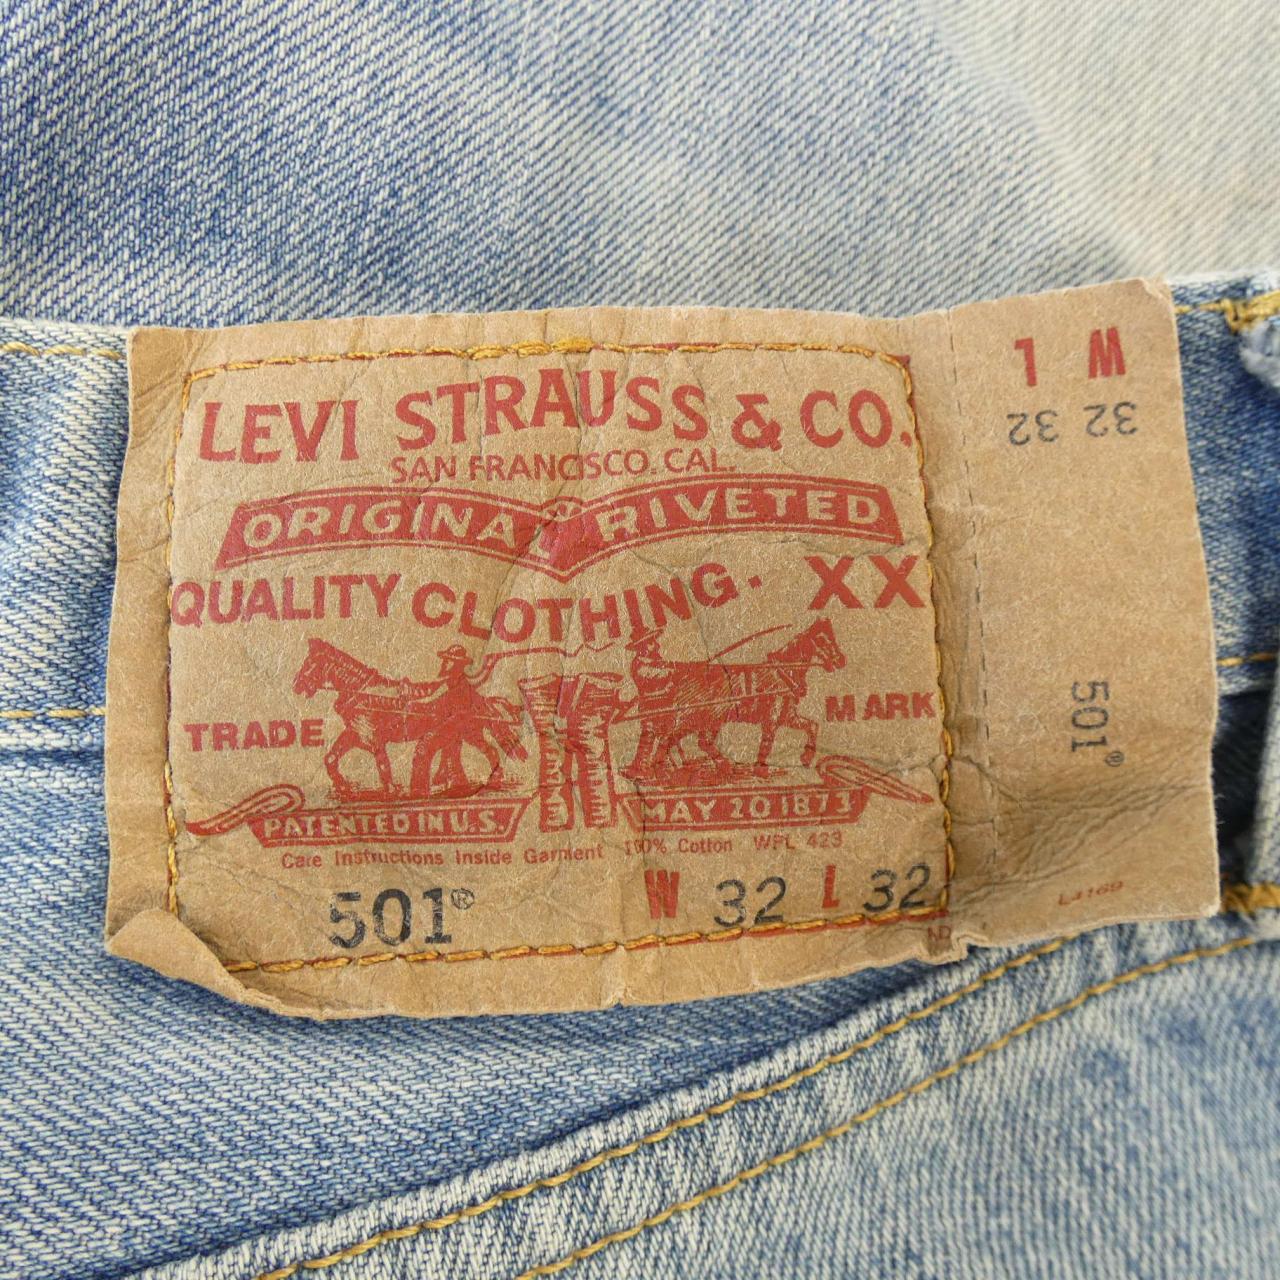 LEVI STRAUSS & CO.
SAN FRANCISCO. CAL.
ORIGINAL RIVETED
QUALITY CLOTHING. XX
TRADE MARK
PATENTED IN U.S. MAY 20 1873
Care Instructions Inside Garment 100% Cotton WPL 423
501® W 32 L 32
W L
32 32
501®
L4169